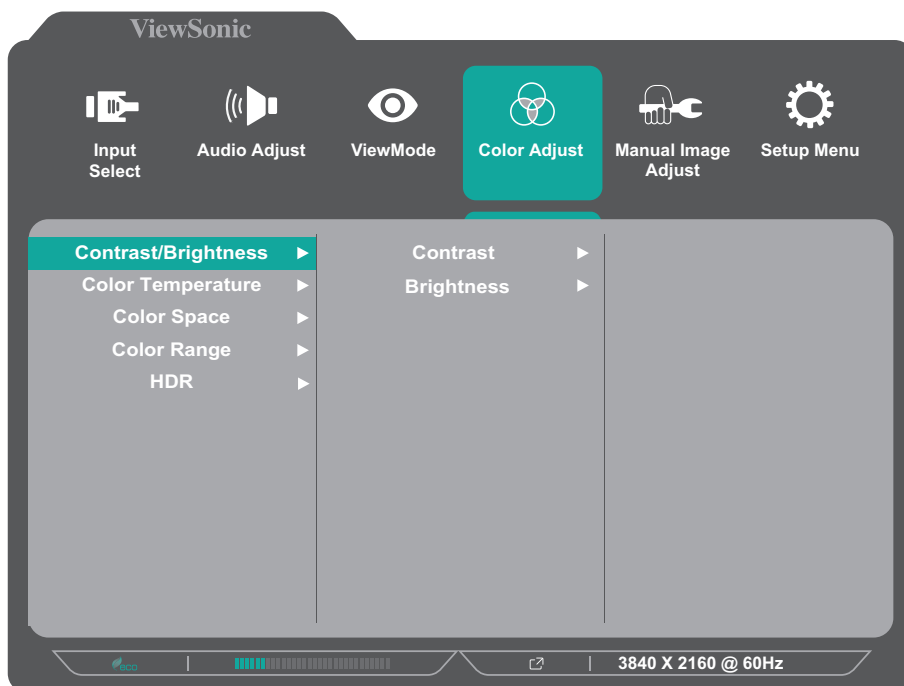 ViewSonic
Input
Select
Audio Adjust
ViewMode
Color Adjust
Manual Image
Adjust
Setup Menu
Contrast/Brightness
Color Temperature
Color Space
Color Range
HDR
Contrast
Brightness
eco
3840 X 2160 @ 60Hz